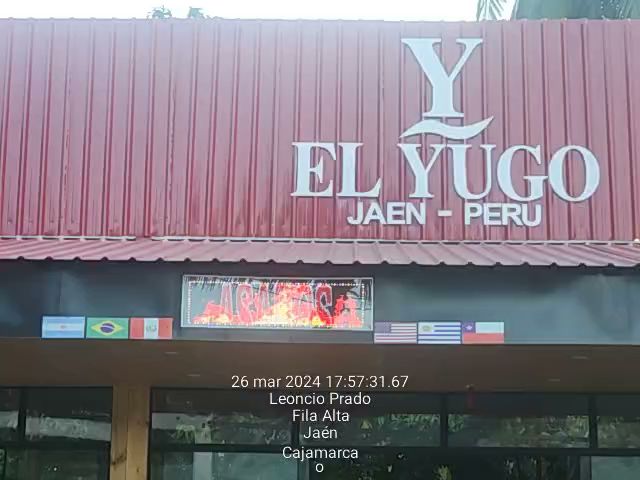 Y
EL YUGO
JAEN - PERU
26 mar 2024 17:57:31.67
Leoncio Prado
Fila Alta
Jaén
Cajamarca
O